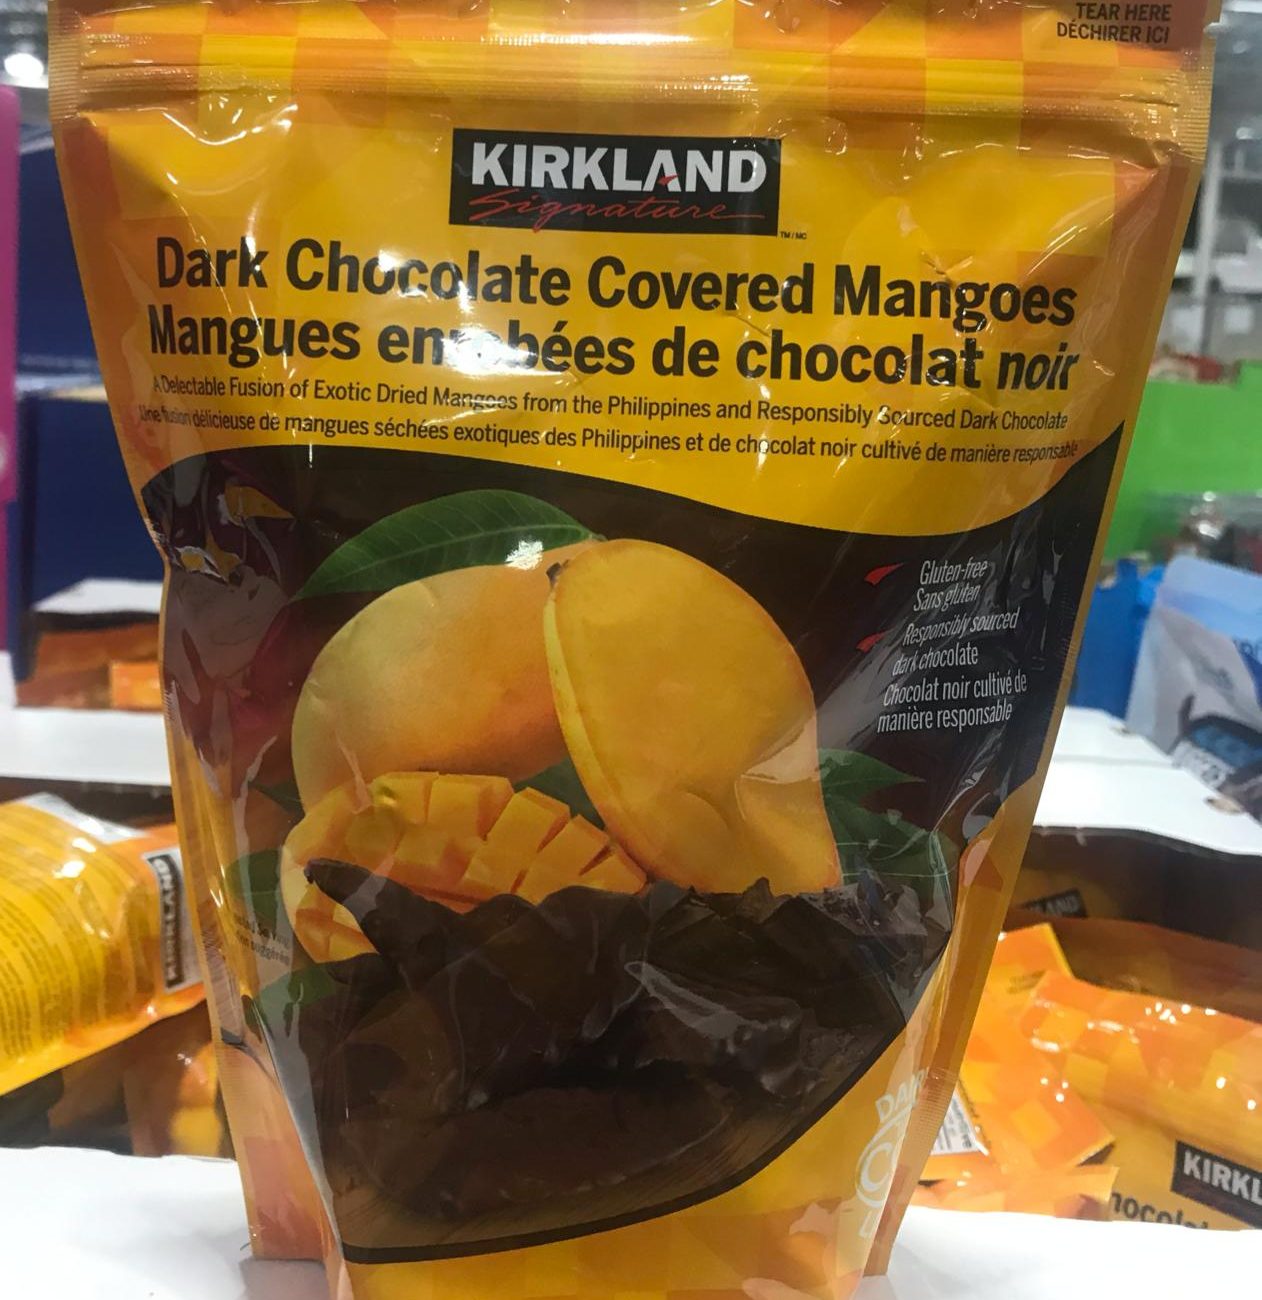 TEAR HERE
DÉCHIRER ICI
KIRKLAND
Signature
TM/MC
Dark Chocolate Covered Mangoes
Mangues enrobées de chocolat noir
A Delectable Fusion of Exotic Dried Mangoes from the Philippines and Responsibly Sourced Dark Chocolate
Une fusion délicieuse de mangues séchées exotiques des Philippines et de chocolat noir cultivé de manière responsable
Gluten-free
Sans gluten
Responsibly sourced
dark chocolate
Chocolat noir cultivé de
manière responsable
KIRKLAND